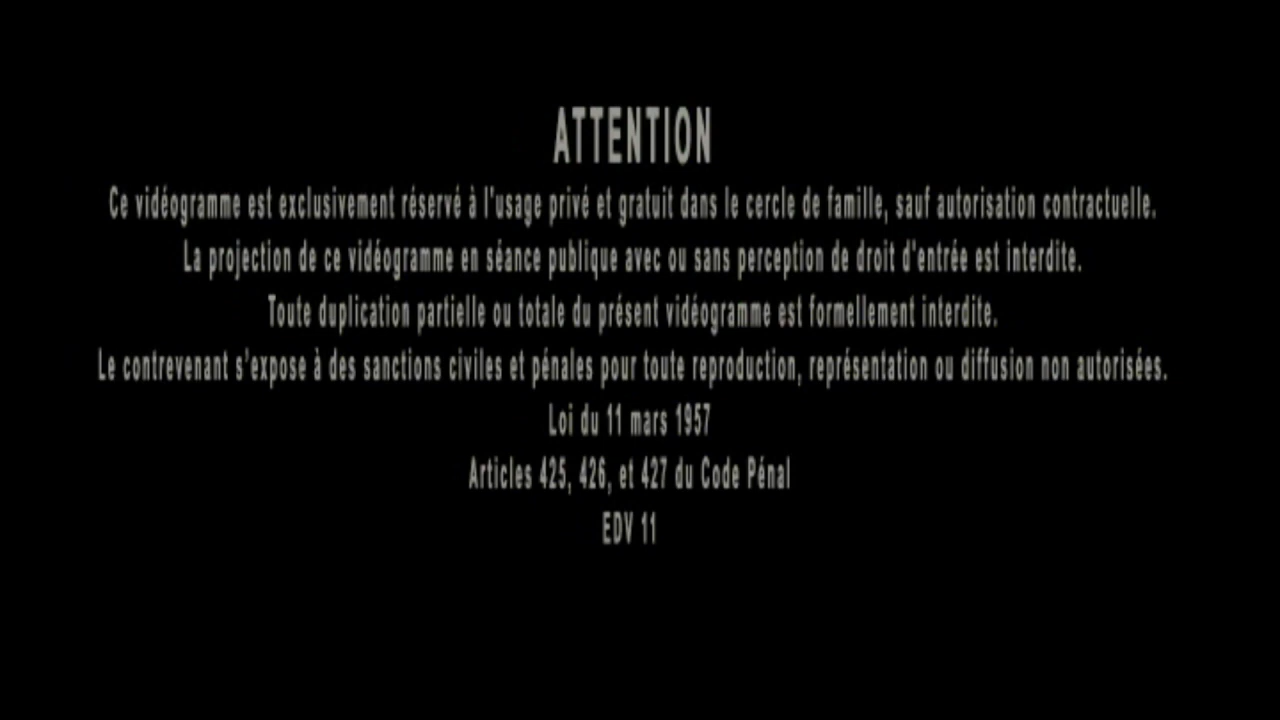 ATTENTION
Ce vidéogramme est exclusivement réservé à l'usage privé et gratuit dans le cercle de famille, sauf autorisation contractuelle.
La projection de ce vidéogramme en séance publique avec ou sans perception de droit d'entrée est interdite.
Toute duplication partielle ou totale du présent vidéogramme est formellement interdite.
Le contrevenant s'expose à des sanctions civiles et pénales pour toute reproduction, représentation ou diffusion non autorisées.
Loi du 11 mars 1957
Articles 425, 426, et 427 du Code Pénal
EDV 11